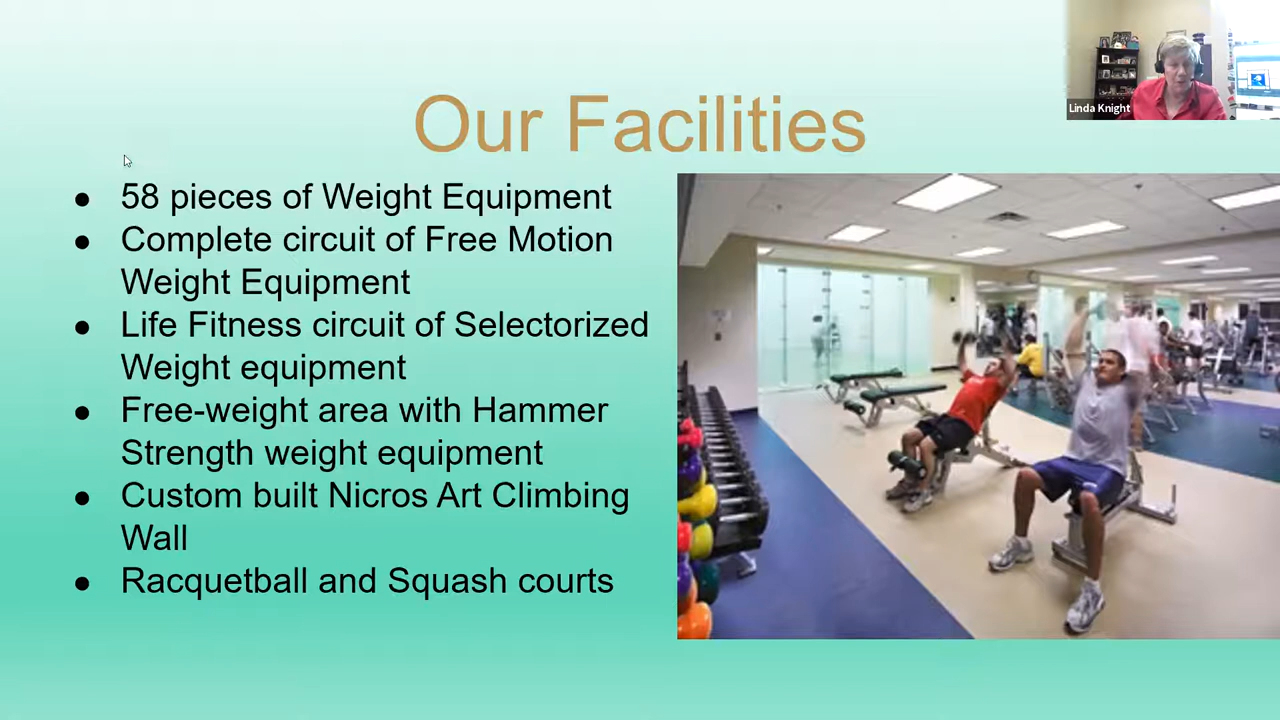 Linda Knight
Our Facilities
● 58 pieces of Weight Equipment
● Complete circuit of Free Motion
Weight Equipment
● Life Fitness circuit of Selectorized
Weight equipment
● Free-weight area with Hammer
Strength weight equipment
● Custom built Nicros Art Climbing
Wall
● Racquetball and Squash courts